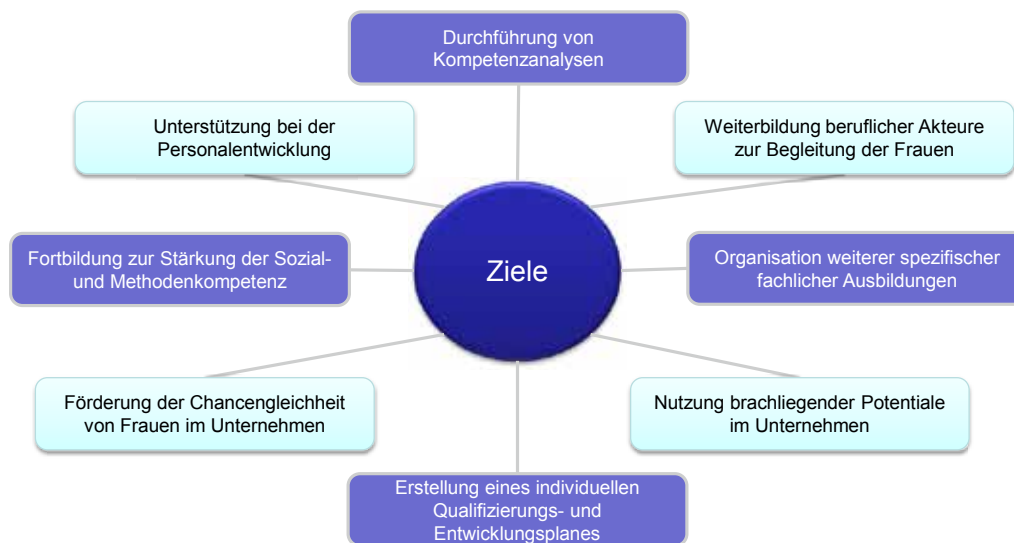 Durchführung von
Kompetenzanalysen
Unterstützung bei der
Personalentwicklung
Weiterbildung beruflicher Akteure
zur Begleitung der Frauen
Fortbildung zur Stärkung der Sozial-
und Methodenkompetenz
Ziele
Organisation weiterer spezifischer
fachlicher Ausbildungen
Förderung der Chancengleichheit
von Frauen im Unternehmen
Nutzung brachliegender Potentiale
im Unternehmen
Erstellung eines individuellen
Qualifizierungs- und
Entwicklungsplanes